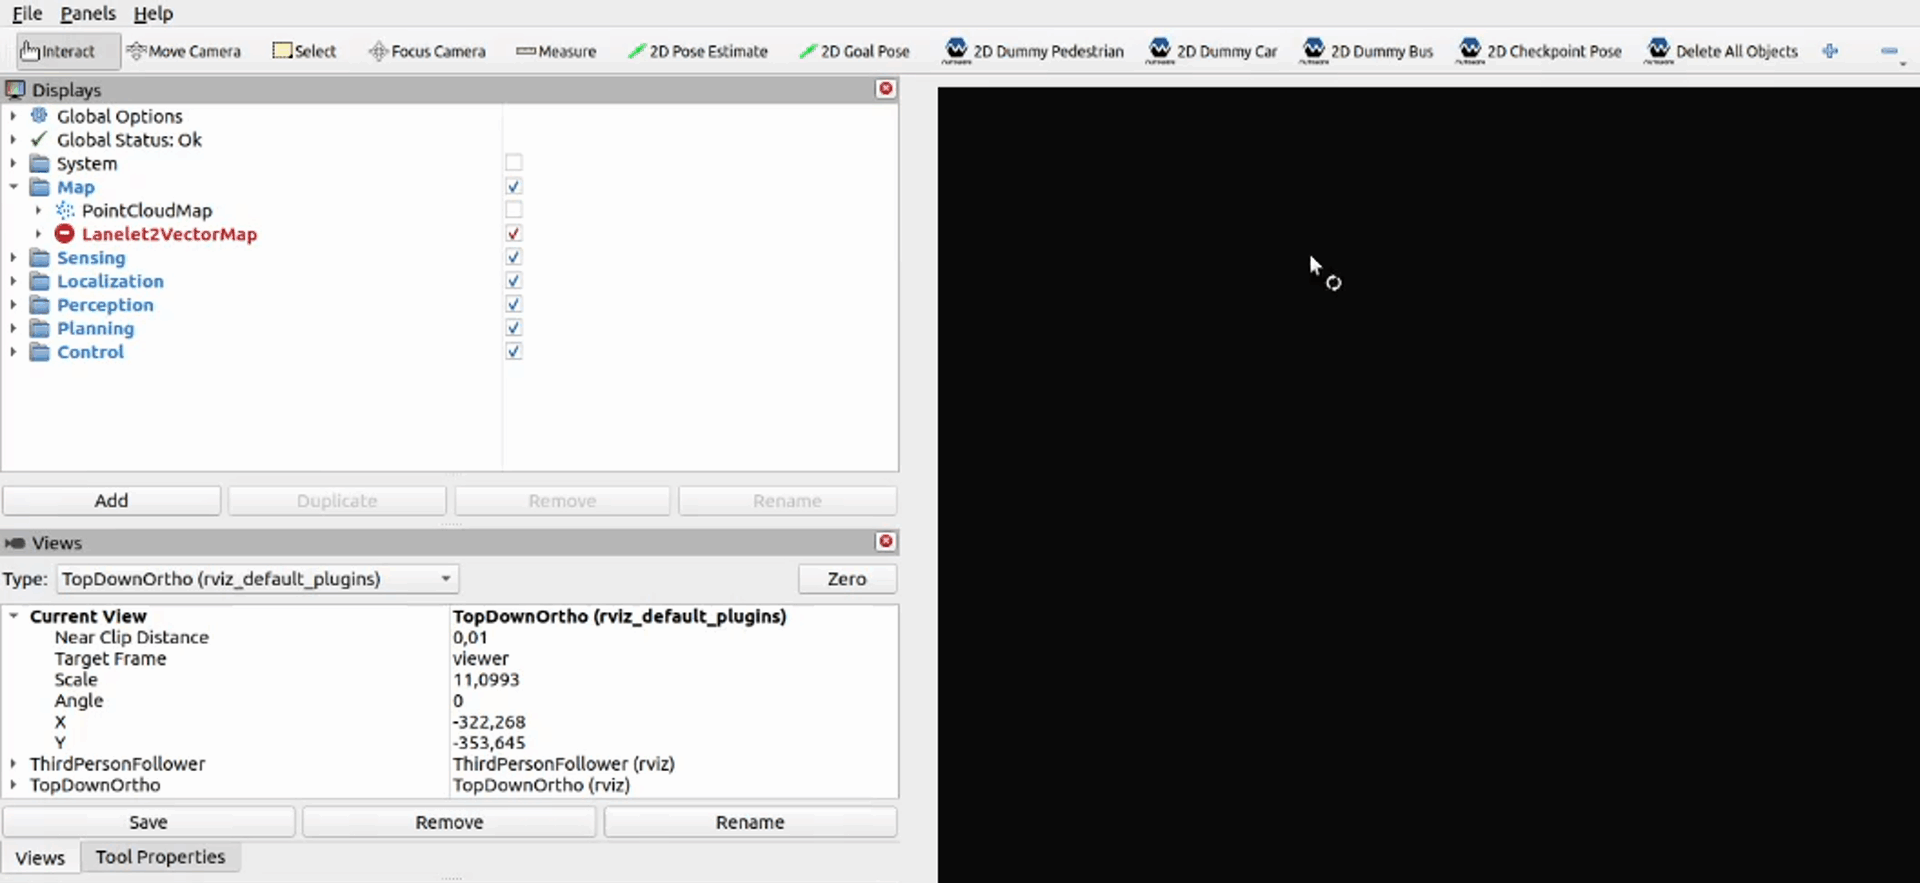 File Panels Help
Interact Move Camera Select Focus Camera Measure 2D Pose Estimate 2D Goal Pose 2D Dummy Pedestrian 2D Dummy Car 2D Dummy Bus 2D Checkpoint Pose Delete All Objects
Displays
Global Options
Global Status: Ok
System
Map
PointCloudMap
Lanelet2VectorMap
Sensing
Localization
Perception
Planning
Control
Add Duplicate Remove Rename
Views
Type: TopDownOrtho (rviz_default_plugins) Zero
Current View TopDownOrtho (rviz_default_plugins)
Near Clip Distance 0,01
Target Frame viewer
Scale 11,0993
Angle 0
X -322,268
Y -353,645
ThirdPersonFollower ThirdPersonFollower (rviz)
TopDownOrtho TopDownOrtho (rviz)
Save Remove Rename
Views Tool Properties